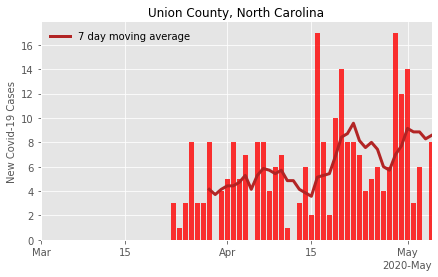 Union County, North Carolina
7 day moving average
New Covid-19 Cases
16
14
12
10
8
6
4
2
0
Mar
15
Apr
15
May
2020-May